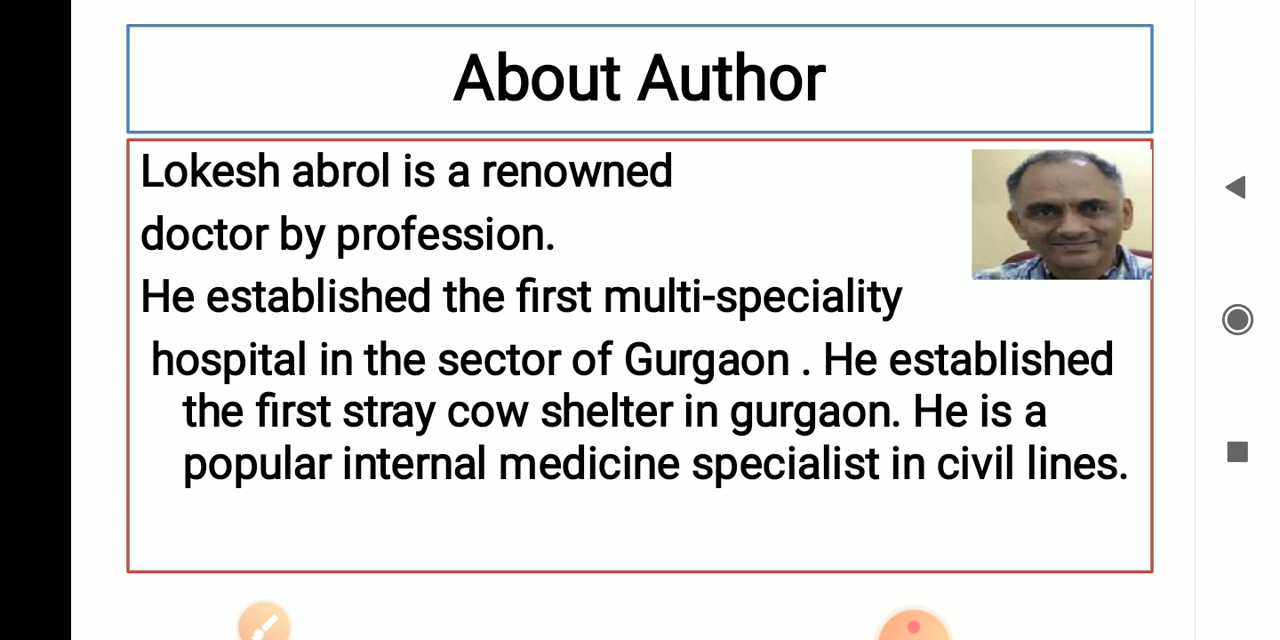 About Author
Lokesh abrol is a renowned
doctor by profession.
He established the first multi-speciality
hospital in the sector of Gurgaon . He established
the first stray cow shelter in gurgaon. He is a
popular internal medicine specialist in civil lines.